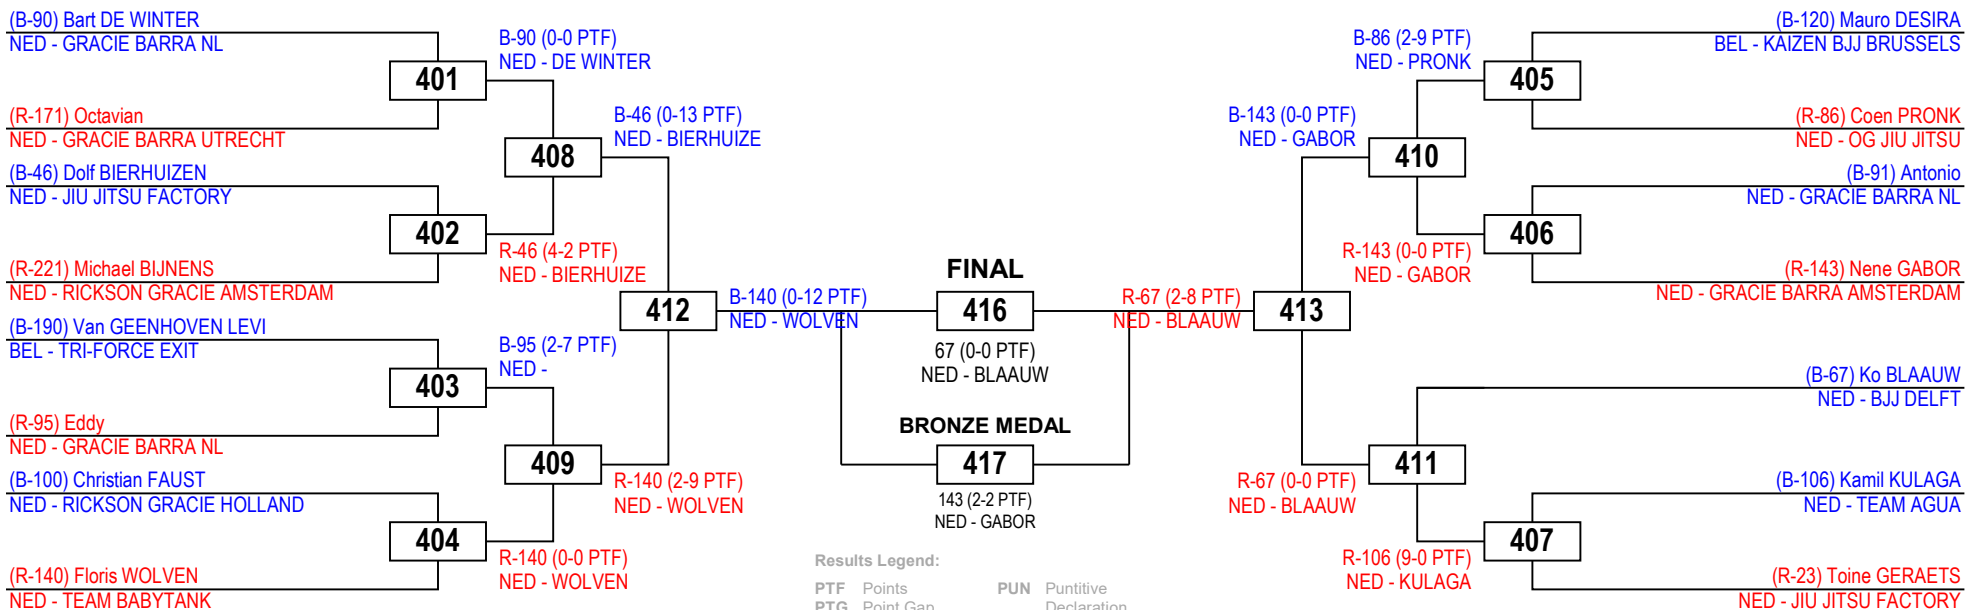 (B-90) Bart DE WINTER
NED - GRACIE BARRA NL
401
(R-171) Octavian
NED - GRACIE BARRA UTRECHT
(B-46) Dolf BIERHUIZEN
NED - JIU JITSU FACTORY
402
(R-221) Michael BIJNENS
NED - RICKSON GRACIE AMSTERDAM
(B-190) Van GEENHOVEN LEVI
BEL - TRI-FORCE EXIT
403
(R-95) Eddy
NED - GRACIE BARRA NL
(B-100) Christian FAUST
NED - RICKSON GRACIE HOLLAND
404
(R-140) Floris WOLVEN
NED - TEAM BABYTANK
B-90 (0-0 PTF)
NED - DE WINTER
408
R-46 (4-2 PTF)
NED - BIERHUIZE
B-95 (2-7 PTF)
NED -
409
R-140 (0-0 PTF)
NED - WOLVEN
B-46 (0-13 PTF)
NED - BIERHUIZE
412
R-140 (2-9 PTF)
NED - WOLVEN
B-140 (0-12 PTF)
NED - WOLVEN
FINAL
416
67 (0-0 PTF)
NED - BLAAUW
BRONZE MEDAL
417
143 (2-2 PTF)
NED - GABOR
Results Legend:
PTF Points
PUN Puntitive
PTG Point Gap
Declaration
R-67 (2-8 PTF)
NED - BLAAUW
413
B-143 (0-0 PTF)
NED - GABOR
R-67 (0-0 PTF)
NED - BLAAUW
B-86 (2-9 PTF)
NED - PRONK
410
R-143 (0-0 PTF)
NED - GABOR
411
R-106 (9-0 PTF)
NED - KULAGA
(B-120) Mauro DESIRA
BEL - KAIZEN BJJ BRUSSELS
405
(R-86) Coen PRONK
NED - OG JIU JITSU
(B-91) Antonio
NED - GRACIE BARRA NL
406
(R-143) Nene GABOR
NED - GRACIE BARRA AMSTERDAM
(B-67) Ko BLAAUW
NED - BJJ DELFT
(B-106) Kamil KULAGA
NED - TEAM AGUA
407
(R-23) Toine GERAETS
NED - JIU JITSU FACTORY